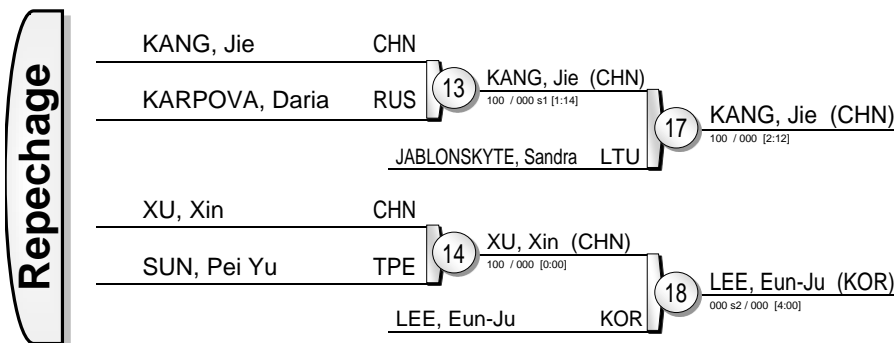 Repechage
KANG, Jie CHN
KARPOVA, Daria RUS
13
KANG, Jie (CHN)
100 / 000 s1 [1:14]
JABLONSKYTE, Sandra LTU
17
KANG, Jie (CHN)
100 / 000 [2:12]
XU, Xin CHN
SUN, Pei Yu TPE
14
XU, Xin (CHN)
100 / 000 [0:00]
LEE, Eun-Ju KOR
18
LEE, Eun-Ju (KOR)
000 s2 / 000 [4:00]